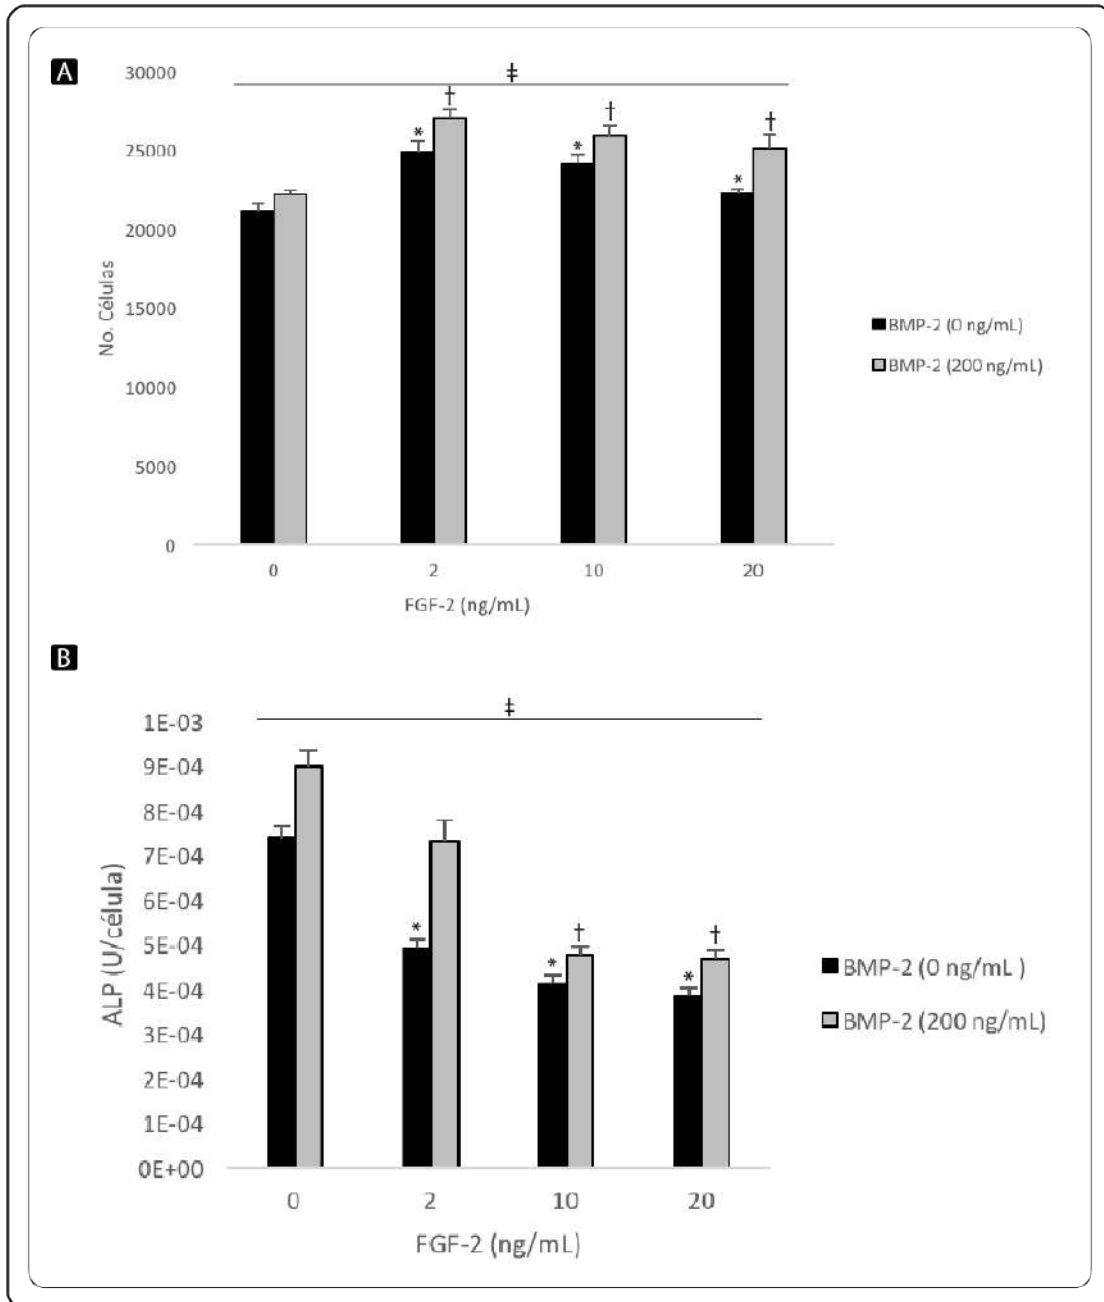 A
‡
30000
25000
20000
15000
10000
5000
0
No. Células
* †
* †
* †
0 2 10 20
FGF-2 (ng/mL)
BMP-2 (0 ng/mL)
BMP-2 (200 ng/mL)
B
‡
1E-03
9E-04
8E-04
7E-04
6E-04
5E-04
4E-04
3E-04
2E-04
1E-04
0E+00
ALP (U/célula)
*
* †
* †
0 2 10 20
FGF-2 (ng/mL)
BMP-2 (0 ng/mL )
BMP-2 (200 ng/mL)